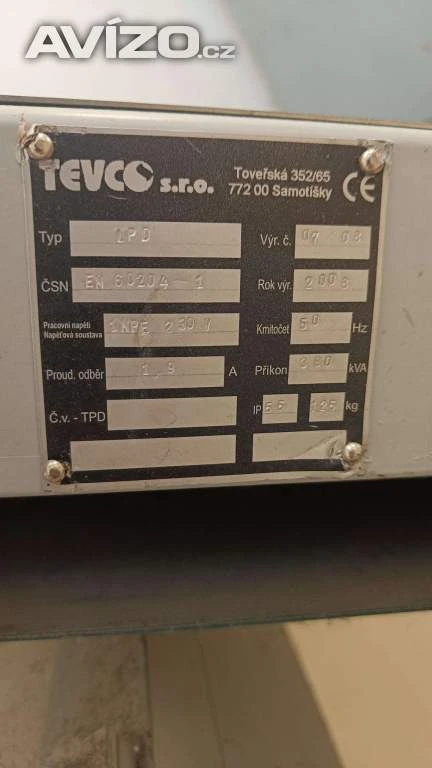 AVÍZO.cz
TEVCO s.r.o.
Toveřská 352/65
772 00 Samotíšky
CE
Typ 1PD Výr. č. 07 08
ČSN EN 60204-1 Rok výr. 2008
Pracovní napětí
Napěťová soustava
1NPE 230 V Kmitočet 50 Hz
Proud. odběr 1,9 A Příkon kVA
Č.v. - TPD IP 55 125 kg